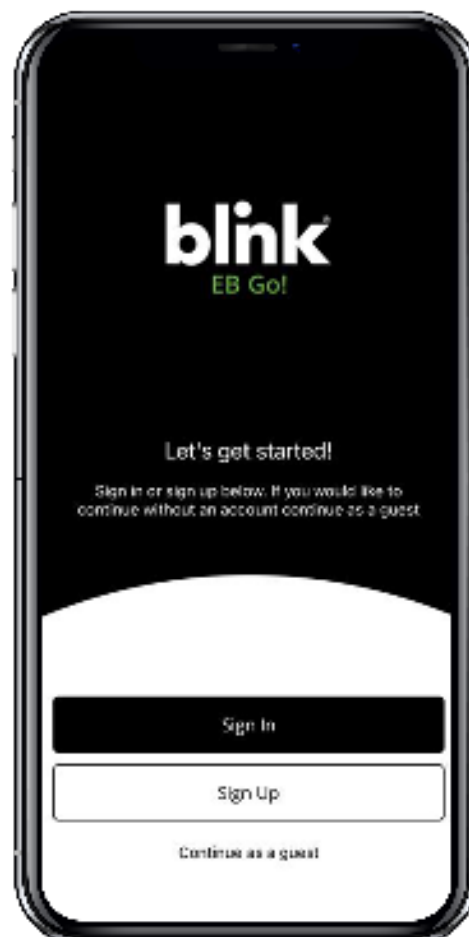 blink
EB Go!
Let's get started!
Sign in or sign up below. If you would like to
continue without an account continue as a guest
Sign In
Sign Up
Continue as a guest